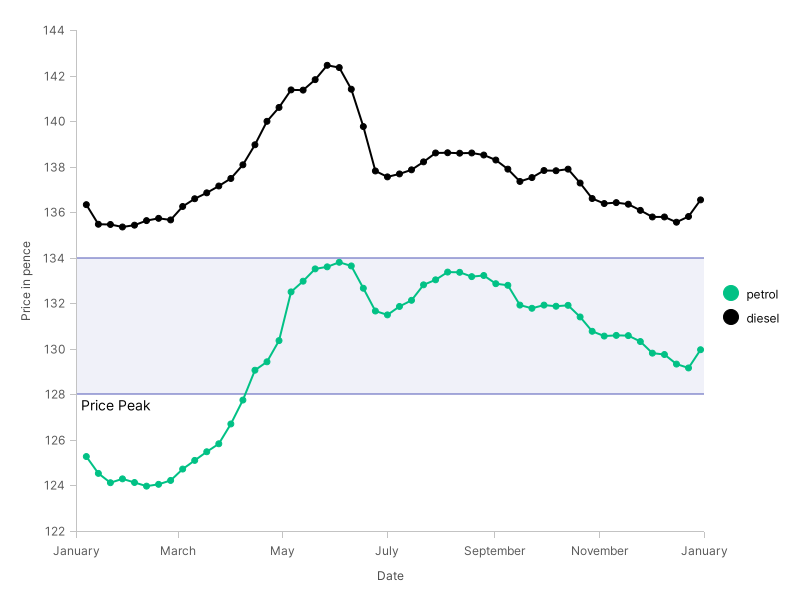 144
142
140
138
136
134
132
130
128
126
124
122
Price in pence
Price Peak
January March May July September November January
Date
petrol
diesel